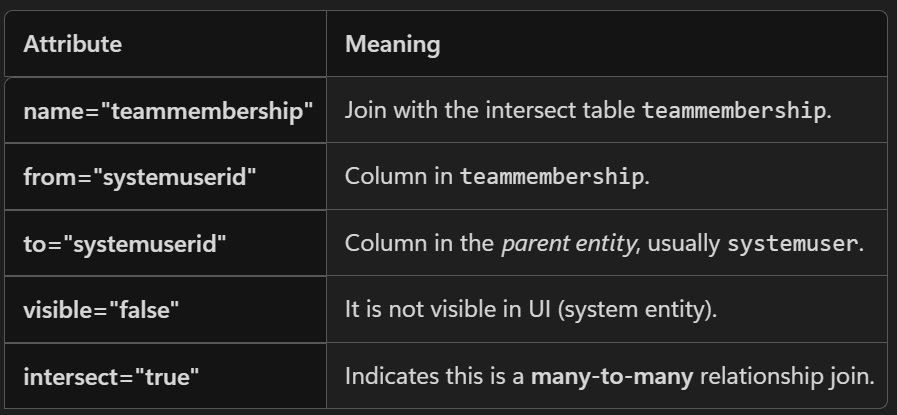 Attribute Meaning
name="teammembership" Join with the intersect table teammembership.
from="systemuserid" Column in teammembership.
to="systemuserid" Column in the parent entity, usually systemuser.
visible="false" It is not visible in UI (system entity).
intersect="true" Indicates this is a many-to-many relationship join.